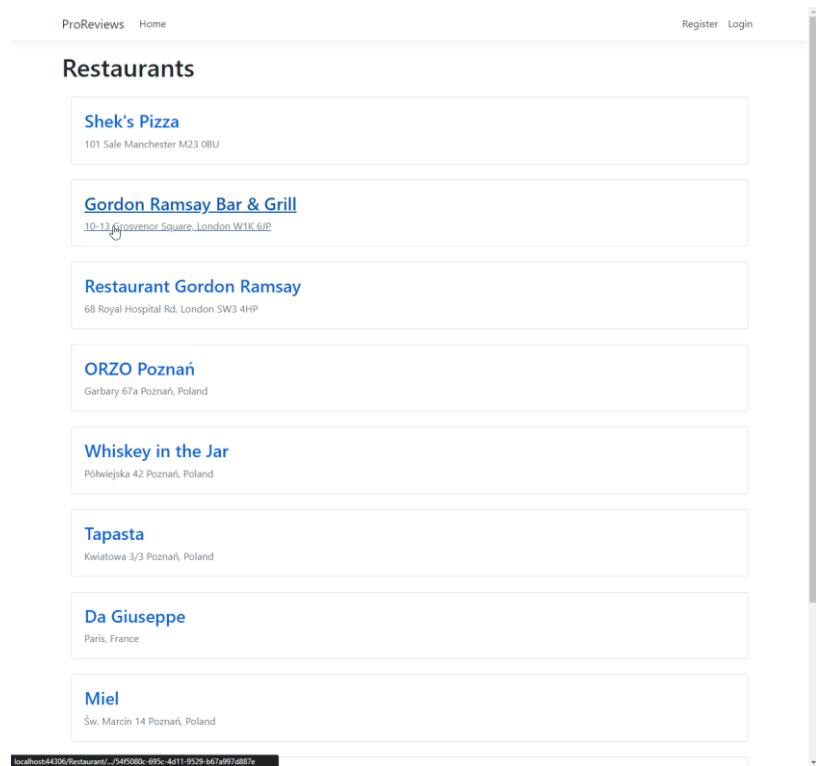 ProReviews Home Register Login
Restaurants
Shek's Pizza
101 Sale Manchester M23 0BU
Gordon Ramsay Bar & Grill
10-13 Grosvenor Square, London W1K 6JP
Restaurant Gordon Ramsay
68 Royal Hospital Rd, London SW3 4HP
ORZO Poznań
Garbary 67a Poznań, Poland
Whiskey in the Jar
Półwiejska 42 Poznań, Poland
Tapasta
Kwiatowa 3/3 Poznań, Poland
Da Giuseppe
Paris, France
Miel
Św. Marcin 14 Poznań, Poland
localhost:44306/Restaurant/.../54f5080c-695c-4d11-9529-b67a997d887e